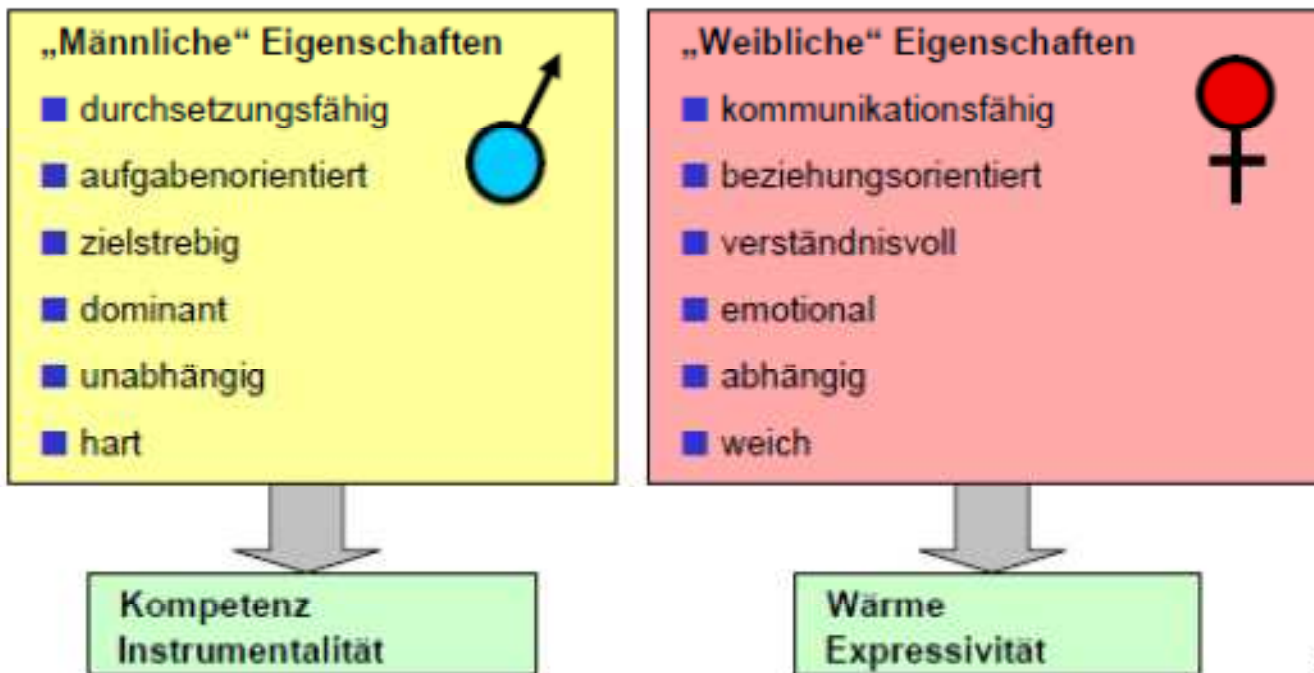 „Männliche“ Eigenschaften
durchsetzungsfähig
aufgabenorientiert
zielstrebig
dominant
unabhängig
hart
Kompetenz
Instrumentalität
„Weibliche“ Eigenschaften
kommunikationsfähig
beziehungsorientiert
verständnisvoll
emotional
abhängig
weich
Wärme
Expressivität